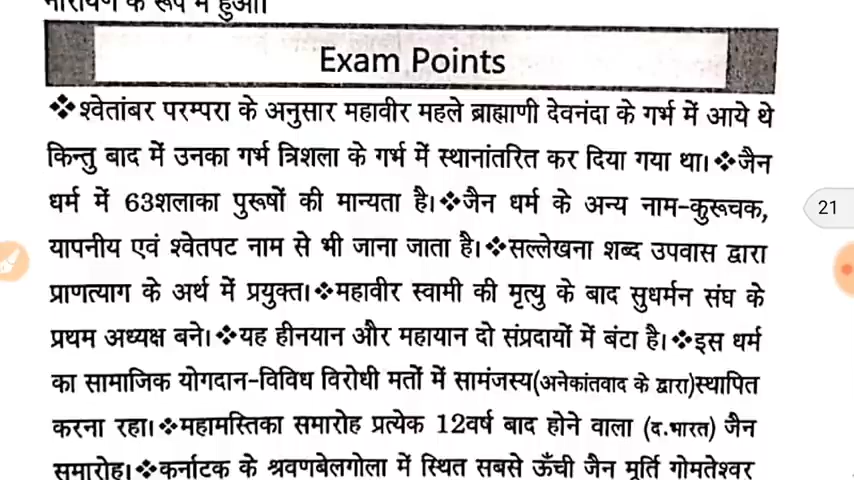 नारायण के रूप में हुआ।
Exam Points
❖श्वेतांबर परम्परा के अनुसार महावीर महले ब्राह्माणी देवनंदा के गर्भ में आये थे
किन्तु बाद में उनका गर्भ त्रिशला के गर्भ में स्थानांतरित कर दिया गया था।❖जैन
धर्म में 63शलाका पुरूषों की मान्यता है।❖जैन धर्म के अन्य नाम-कुरूचक,
यापनीय एवं श्वेतपट नाम से भी जाना जाता है।❖सल्लेखना शब्द उपवास द्वारा
प्राणत्याग के अर्थ में प्रयुक्त।❖महावीर स्वामी की मृत्यु के बाद सुधर्मन संघ के
प्रथम अध्यक्ष बने।❖यह हीनयान और महायान दो संप्रदायों में बंटा है।❖इस धर्म
का सामाजिक योगदान-विविध विरोधी मतों में सामंजस्य(अनेकांतवाद के द्वारा)स्थापित
करना रहा।❖महामस्तिका समारोह प्रत्येक 12वर्ष बाद होने वाला (द.भारत) जैन
समारोह।❖कर्नाटक के श्रवणबेलगोला में स्थित सबसे ऊँची जैन मूर्ति गोमतेश्वर
21